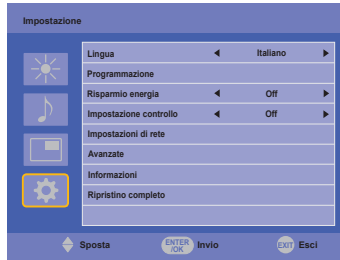 Impostazione
Lingua Italiano
Programmazione
Risparmio energia Off
Impostazione controllo Off
Impostazioni di rete
Avanzate
Informazioni
Ripristino completo
Sposta ENTER /OK Invio EXIT Esci